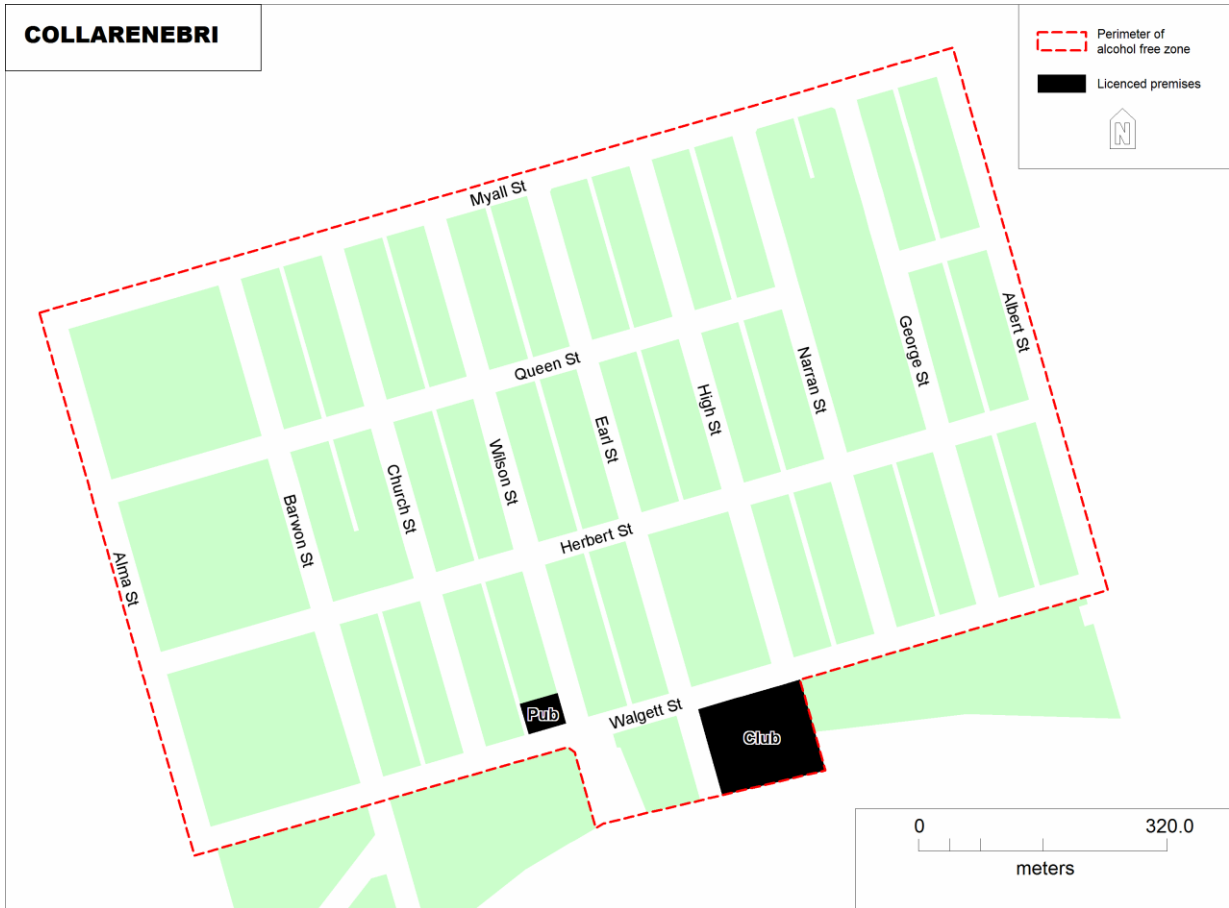 COLLARENEBRI
Perimeter of
alcohol free zone
Licenced premises
N
Myall St
Queen St
Albert St
George St
Narran St
High St
Earl St
Wilson St
Church St
Barwon St
Herbert St
Alma St
Walgett St
Pub
Club
0 320.0
meters